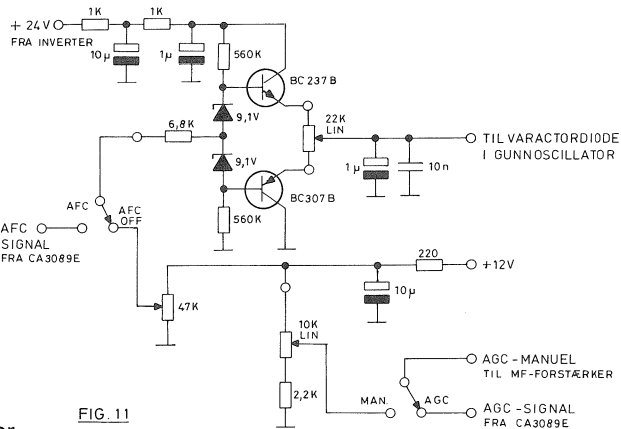 1K
1K
+ 24V
FRA INVERTER
10µ
1µ
560K
BC 237 B
9,1V
6,8K
22K
LIN
TIL VARACTORDIODE
I GUNNOSCILLATOR
9,1V
1µ
10n
BC307 B
AFC
AFC
OFF
560K
AFC
SIGNAL
FRA CA3089E
220
+12V
47K
10µ
10K
LIN
AGC - MANUEL
TIL MF-FORSTÆRKER
2,2K
MAN.
AGC
AGC - SIGNAL
FRA CA3089E
FIG. 11